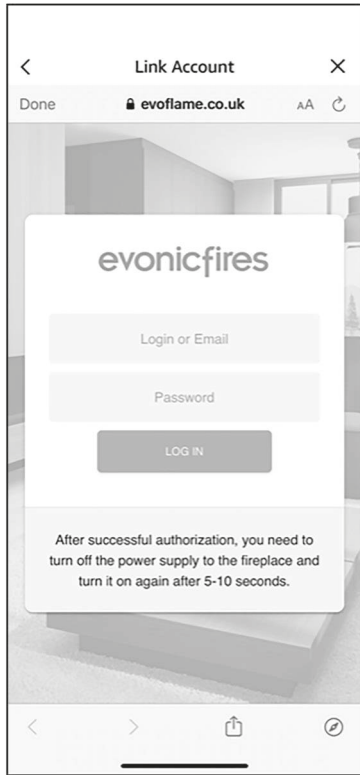 Link Account
Done evoflame.co.uk AA
evonicfires
Login or Email
Password
LOG IN
After successful authorization, you need to
turn off the power supply to the fireplace and
turn it on again after 5-10 seconds.